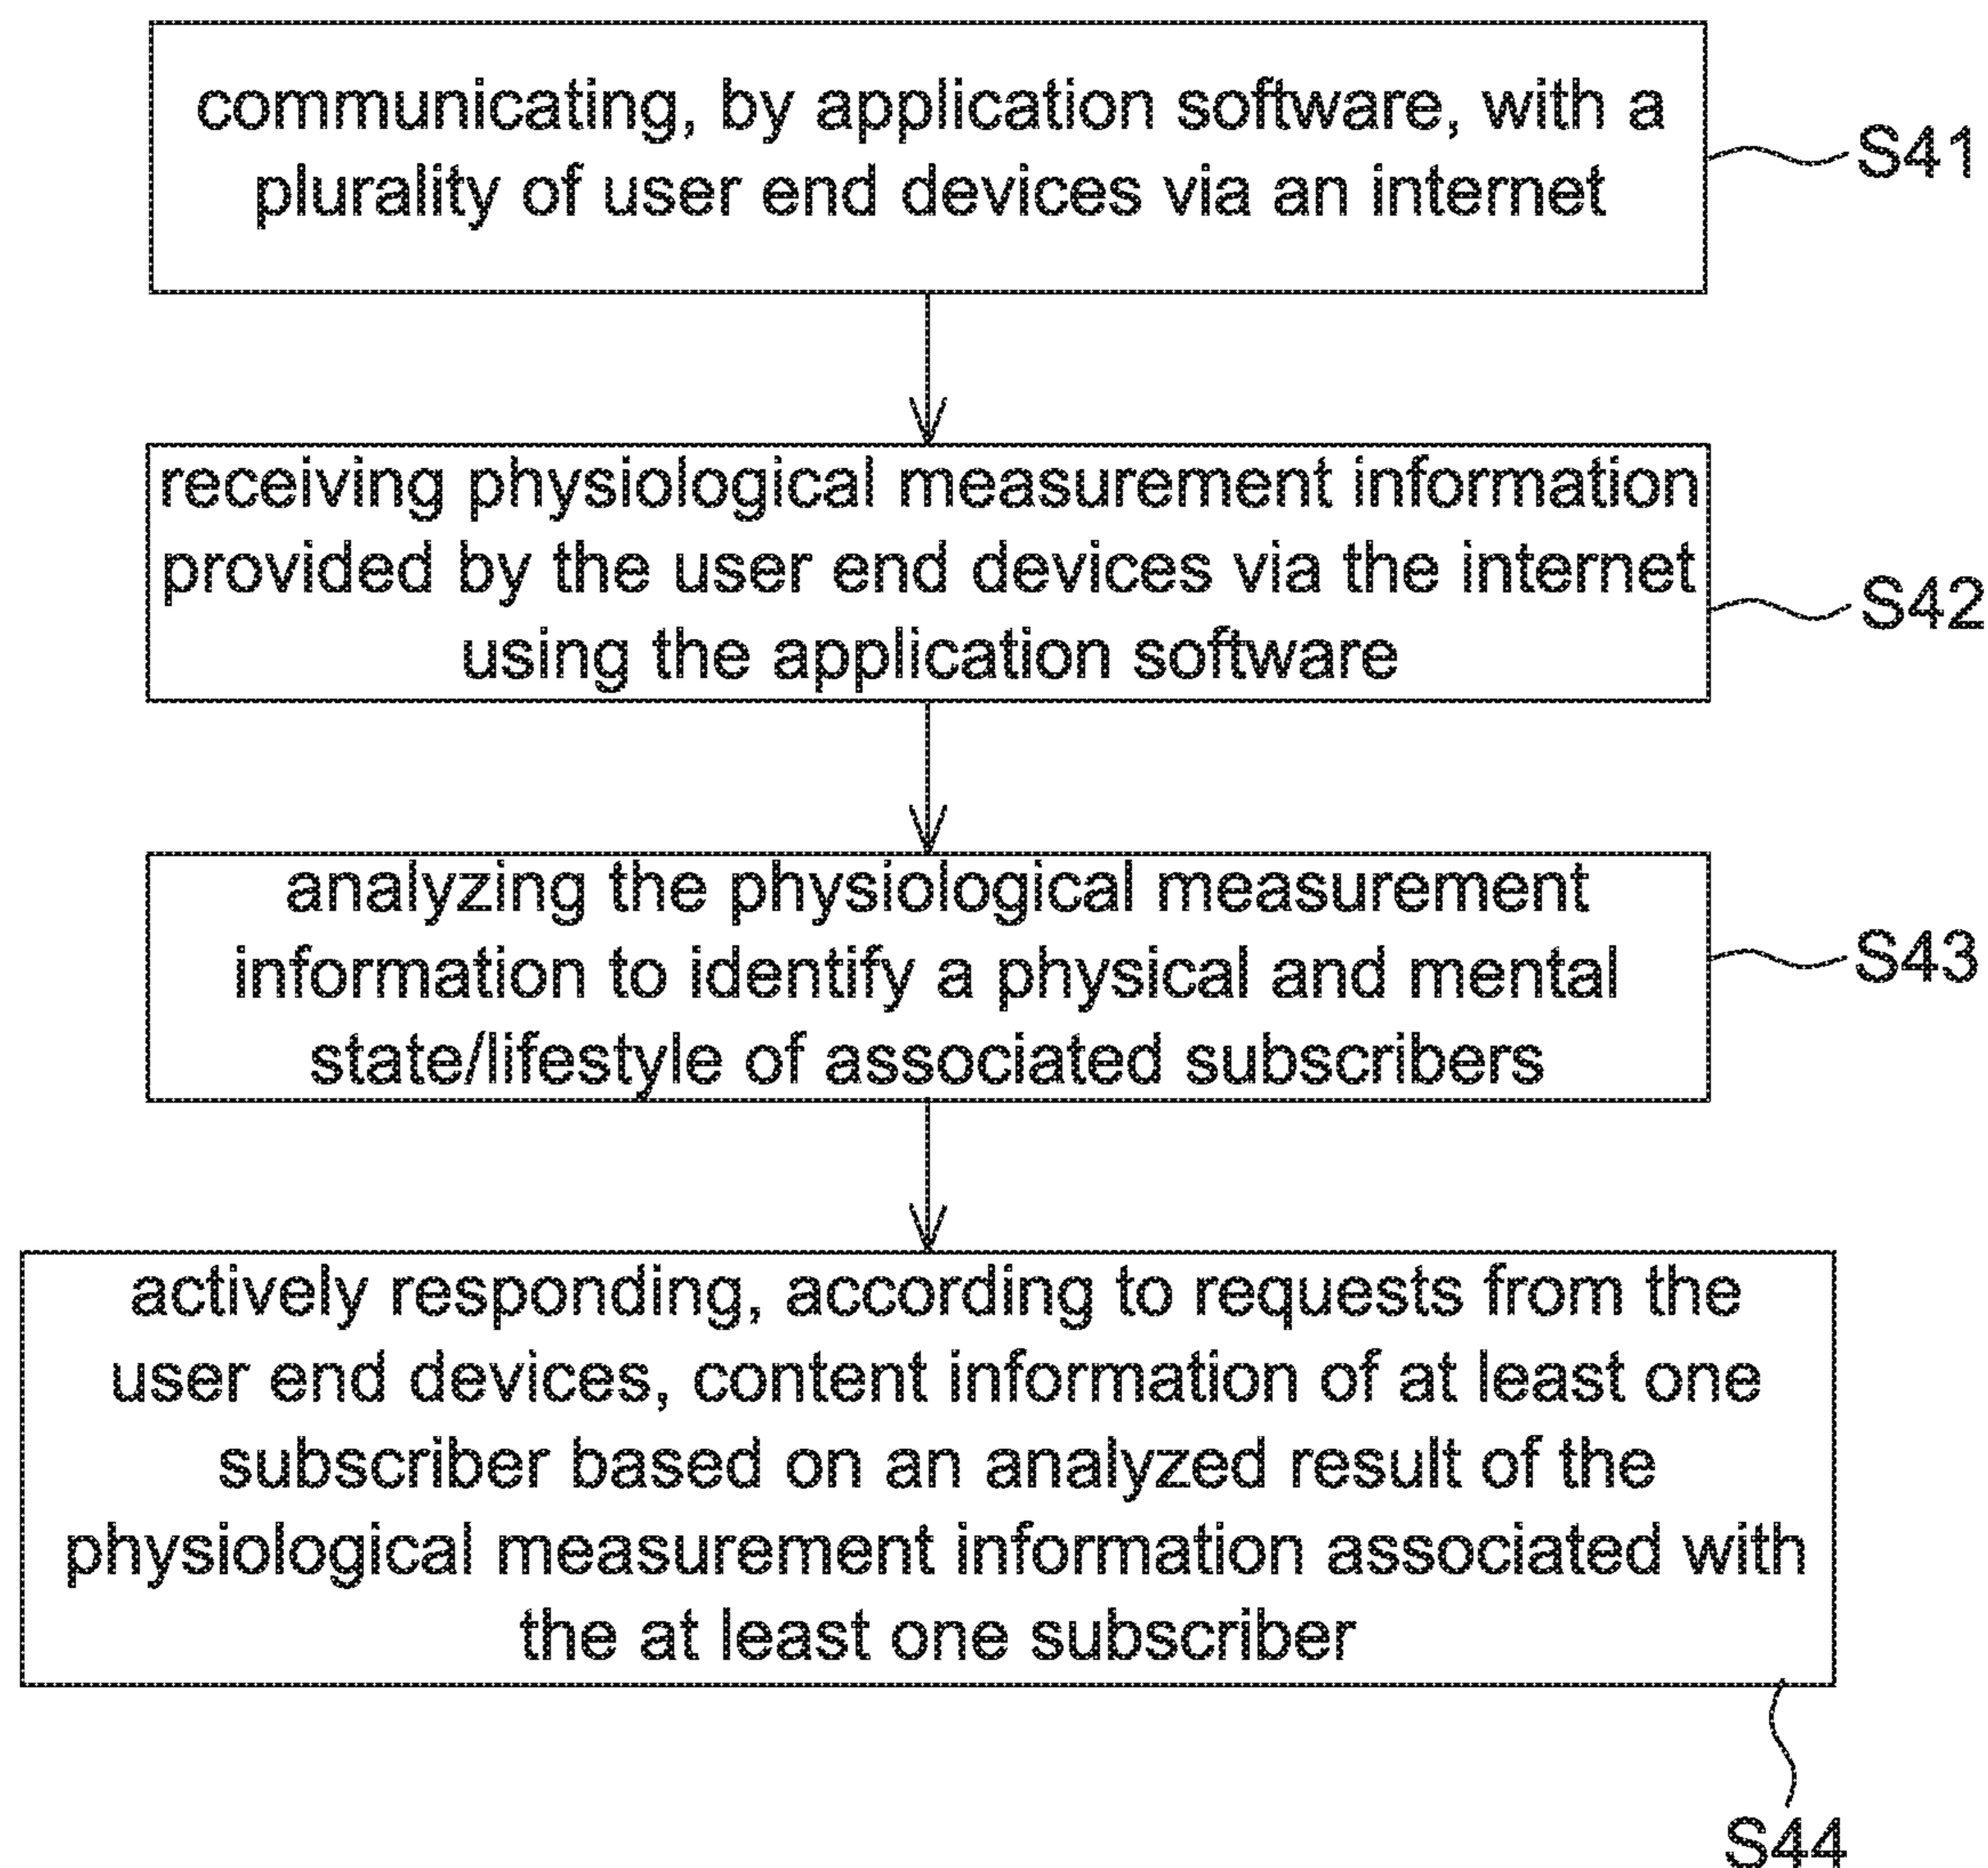 communicating, by application software, with a
plurality of user end devices via an internet
S41
receiving physiological measurement information
provided by the user end devices via the internet
using the application software
S42
analyzing the physiological measurement
information to identify a physical and mental
state/lifestyle of associated subscribers
S43
actively responding, according to requests from the
user end devices, content information of at least one
subscriber based on an analyzed result of the
physiological measurement information associated with
the at least one subscriber
S44